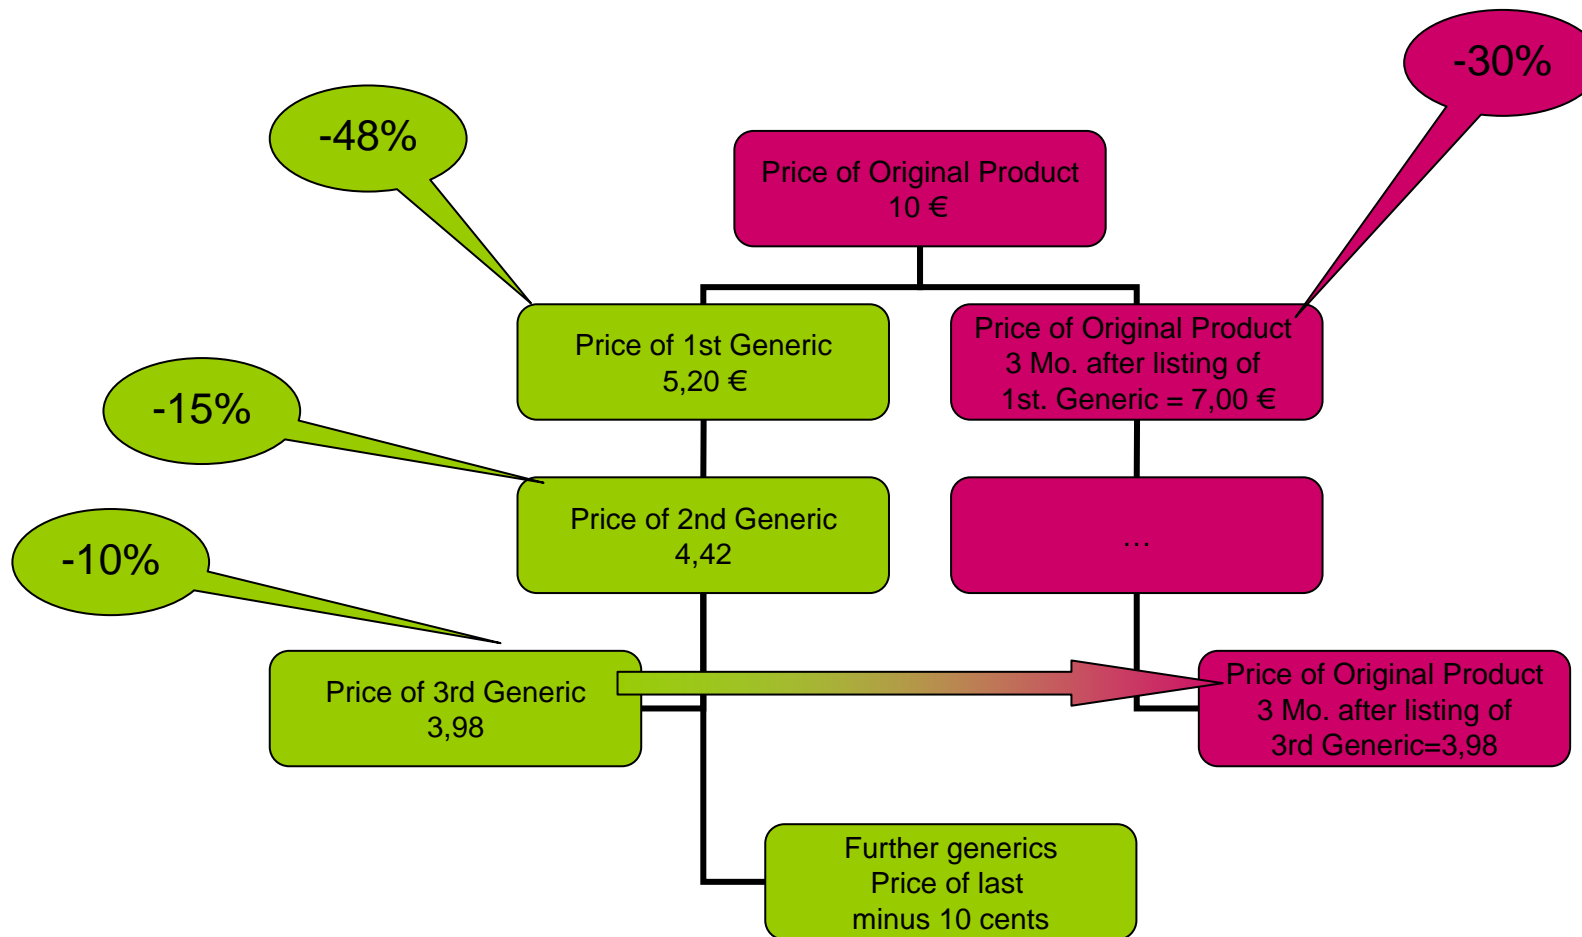 -30%
-48%
Price of Original Product
10 €
Price of 1st Generic
5,20 €
Price of Original Product
3 Mo. after listing of
1st. Generic = 7,00 €
-15%
Price of 2nd Generic
4,42
...
-10%
Price of 3rd Generic
3,98
Price of Original Product
3 Mo. after listing of
3rd Generic=3,98
Further generics
Price of last
minus 10 cents